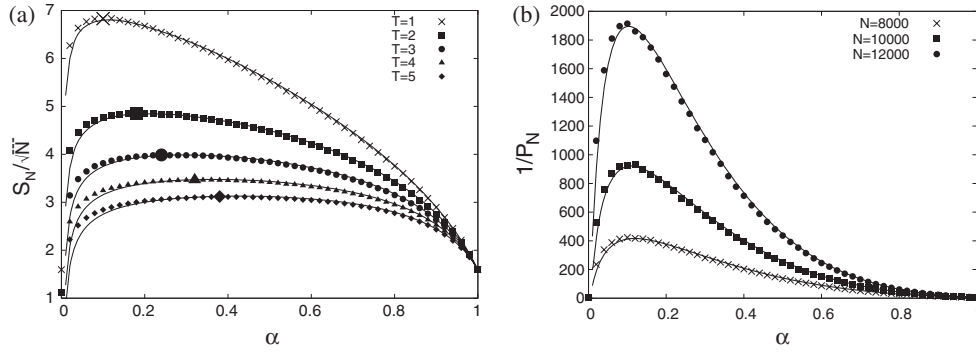 (a)
7
6
5
4
3
2
1
S_N/√N
T=1
T=2
T=3
T=4
T=5
0 0.2 0.4 0.6 0.8 1
α
(b)
2000
1800
1600
1400
1200
1000
800
600
400
200
0
1/P_N
N=8000
N=10000
N=12000
0 0.2 0.4 0.6 0.8
α